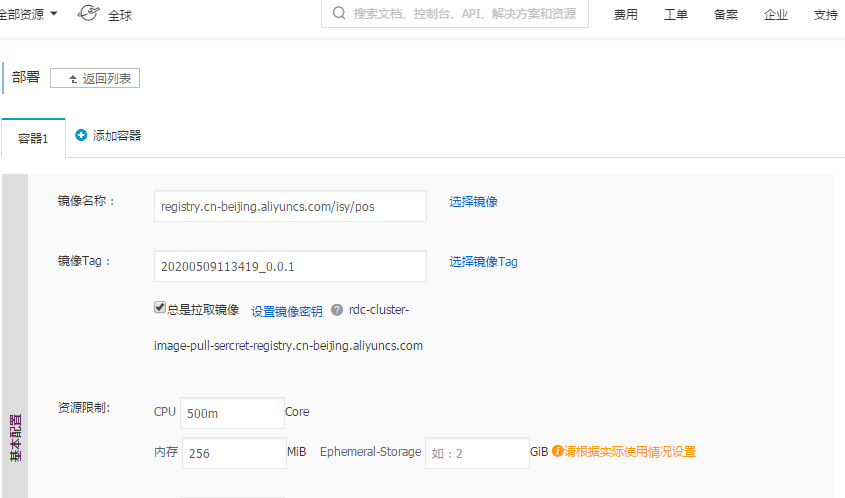 全部资源 全球 搜索文档、控制台、API、解决方案和资源 费用 工单 备案 企业 支持
部署 返回列表
容器1 添加容器
镜像名称： registry.cn-beijing.aliyuncs.com/isy/pos 选择镜像
镜像Tag： 20200509113419_0.0.1 选择镜像Tag
总是拉取镜像 设置镜像密钥 ? rdc-cluster-
image-pull-sercret-registry.cn-beijing.aliyuncs.com
资源限制: CPU 500m Core
内存 256 MiB Ephemeral-Storage 如：2 GiB 请根据实际使用情况设置
基本配置